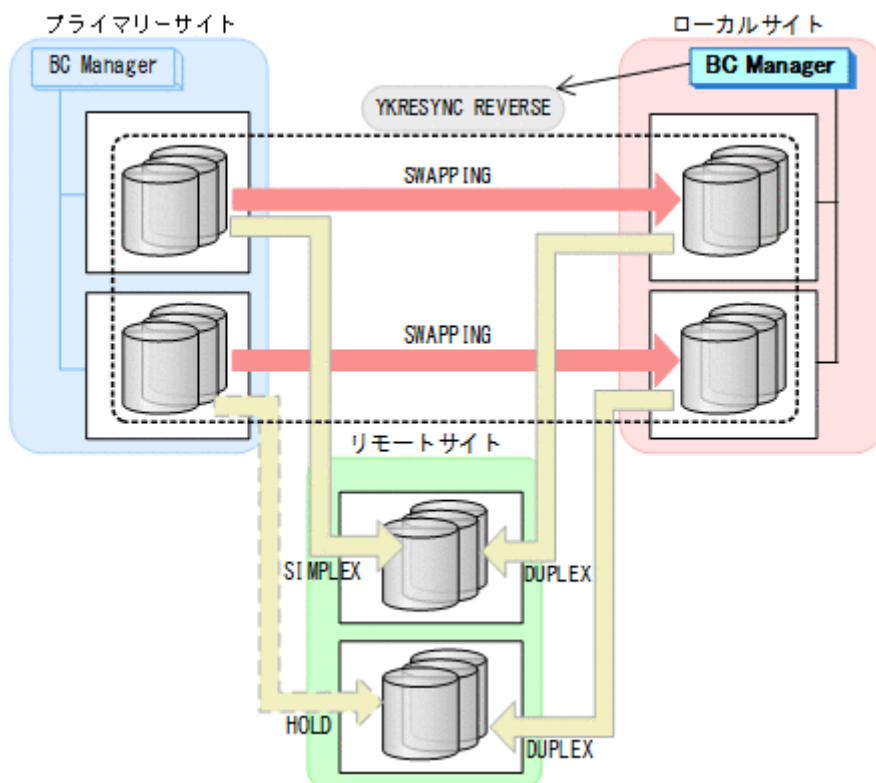 プライマリーサイト
ローカルサイト
BC Manager
BC Manager
YKRESYNC REVERSE
SWAPPING
SWAPPING
リモートサイト
SIMPLEX
DUPLEX
HOLD
DUPLEX